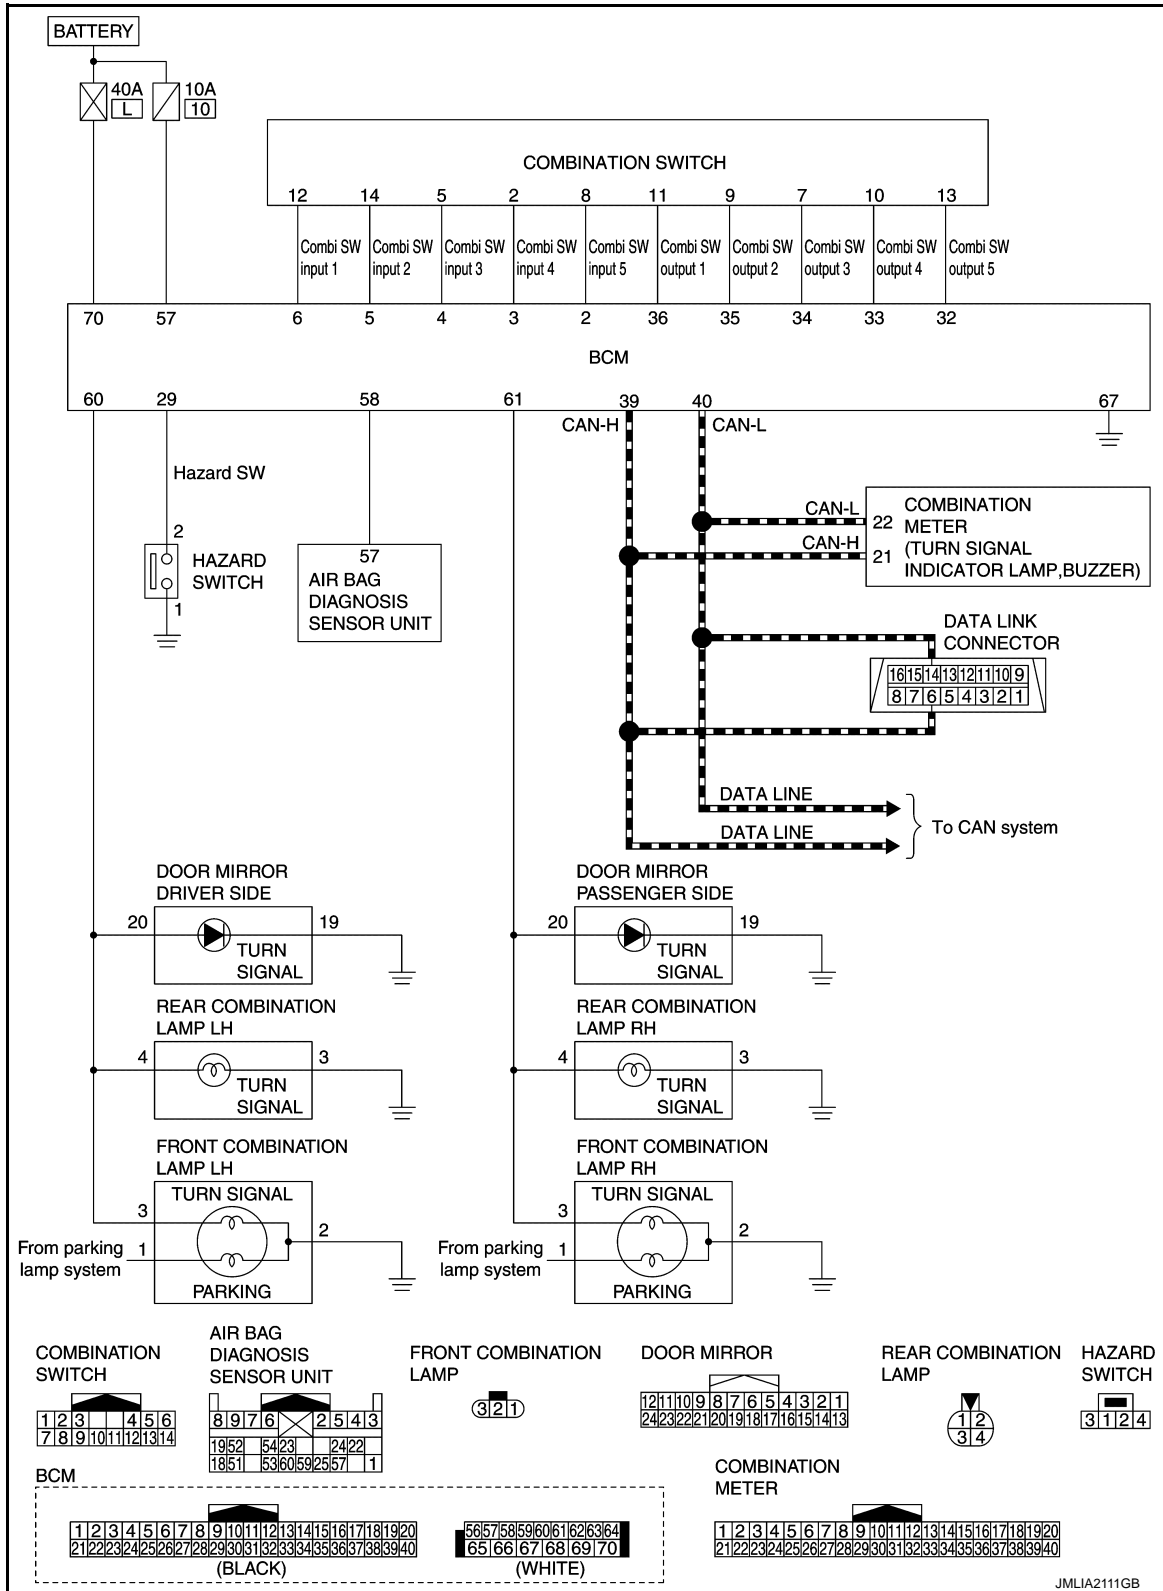 BATTERY
40A
L
10A
10
COMBINATION SWITCH
12 14 5 2 8 11 9 7 10 13
Combi SW input 1
Combi SW input 2
Combi SW input 3
Combi SW input 4
Combi SW input 5
Combi SW output 1
Combi SW output 2
Combi SW output 3
Combi SW output 4
Combi SW output 5
70 57 6 5 4 3 2 36 35 34 33 32
BCM
60 29 58 61 39 40 67
CAN-H
CAN-L
Hazard SW
2
HAZARD
SWITCH
1
57
AIR BAG
DIAGNOSIS
SENSOR UNIT
CAN-L
22
CAN-H
21
COMBINATION
METER
(TURN SIGNAL
INDICATOR LAMP,BUZZER)
DATA LINK
CONNECTOR
16 15 14 13 12 11 10 9
8 7 6 5 4 3 2 1
DATA LINE
DATA LINE
To CAN system
DOOR MIRROR
DRIVER SIDE
20
19
TURN
SIGNAL
DOOR MIRROR
PASSENGER SIDE
20
19
TURN
SIGNAL
REAR COMBINATION
LAMP LH
4
3
TURN
SIGNAL
REAR COMBINATION
LAMP RH
4
3
TURN
SIGNAL
FRONT COMBINATION
LAMP LH
TURN SIGNAL
3
2
From parking
lamp system
1
PARKING
FRONT COMBINATION
LAMP RH
TURN SIGNAL
3
2
From parking
lamp system
1
PARKING
COMBINATION
SWITCH
1 2 3 4 5 6
7 8 9 10 11 12 13 14
AIR BAG
DIAGNOSIS
SENSOR UNIT
8 9 7 6 2 5 4 3
19 52 54 23 24 22
18 51 53 60 59 25 57 1
FRONT COMBINATION
LAMP
3 2 1
DOOR MIRROR
12 11 10 9 8 7 6 5 4 3 2 1
24 23 22 21 20 19 18 17 16 15 14 13
REAR COMBINATION
LAMP
1 2
3 4
HAZARD
SWITCH
3 1 2 4
BCM
1 2 3 4 5 6 7 8 9 10 11 12 13 14 15 16 17 18 19 20
21 22 23 24 25 26 27 28 29 30 31 32 33 34 35 36 37 38 39 40
(BLACK)
56 57 58 59 60 61 62 63 64
65 66 67 68 69 70
(WHITE)
COMBINATION
METER
1 2 3 4 5 6 7 8 9 10 11 12 13 14 15 16 17 18 19 20
21 22 23 24 25 26 27 28 29 30 31 32 33 34 35 36 37 38 39 40
JMLIA2111GB